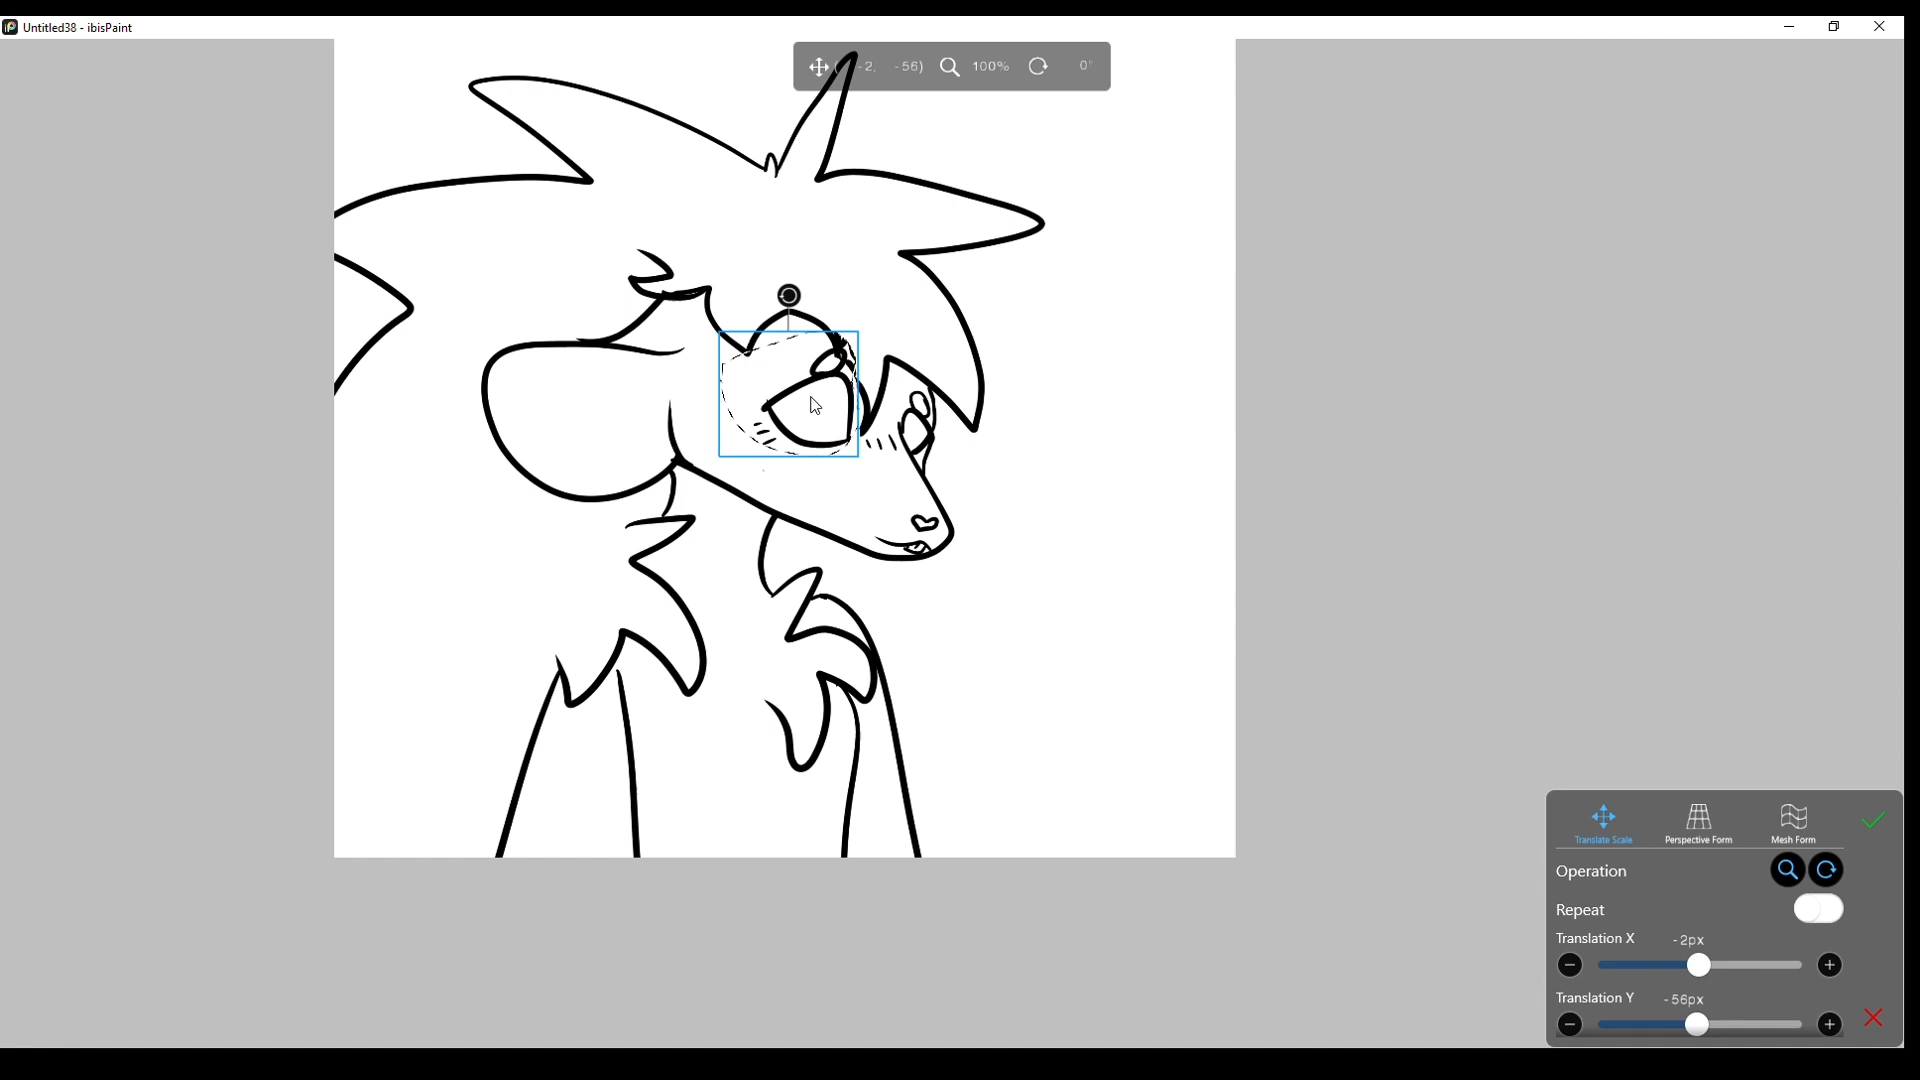 Untitled38 - ibisPaint
( -2, -56) 100% 0°
Translate Scale Perspective Form Mesh Form
Operation
Repeat
Translation X -2px
Translation Y -56px